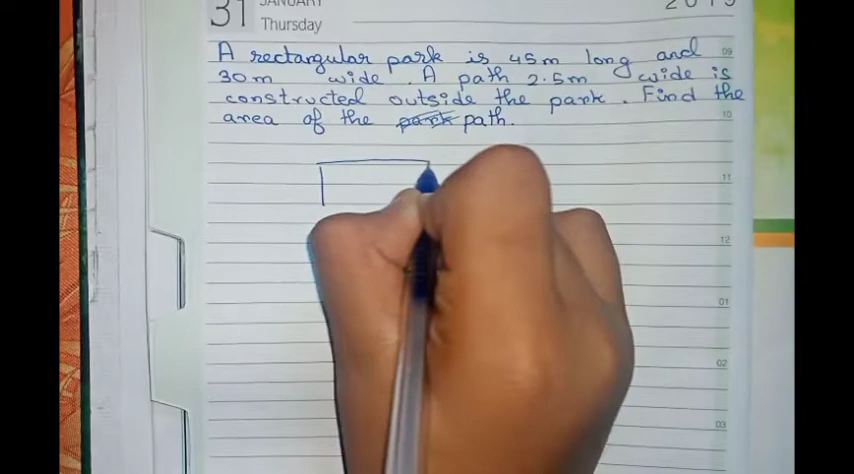 31
JANUARY
Thursday
2019
A rectangular park is 45m long and
30m wide. A path 2.5m wide is
constructed outside the park. Find the
area of the park path.
09
10
11
12
01
02
03